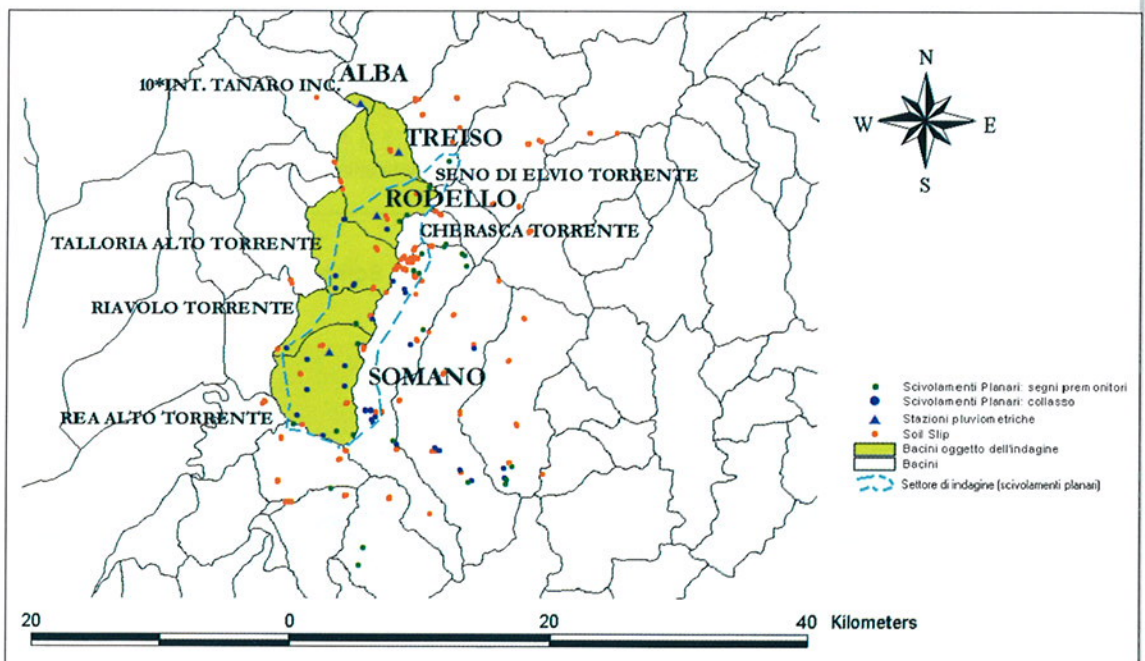 ALBA
10*INT. TANARO INC.
TREISO
SENO DI ELVIO TORRENTE
RODELLO
CHERASCA TORRENTE
TALLORIA ALTO TORRENTE
RIAVOLO TORRENTE
SOMANO
REA ALTO TORRENTE
N
W
E
S
Scivolamenti Planari: segni premonitori
Scivolamenti Planari: collasso
Stazioni pluviometriche
Soil Slip
Bacini oggetto dell'indagine
Bacini
Settore di indagine (scivolamenti planari)
20 0 20 40 Kilometers